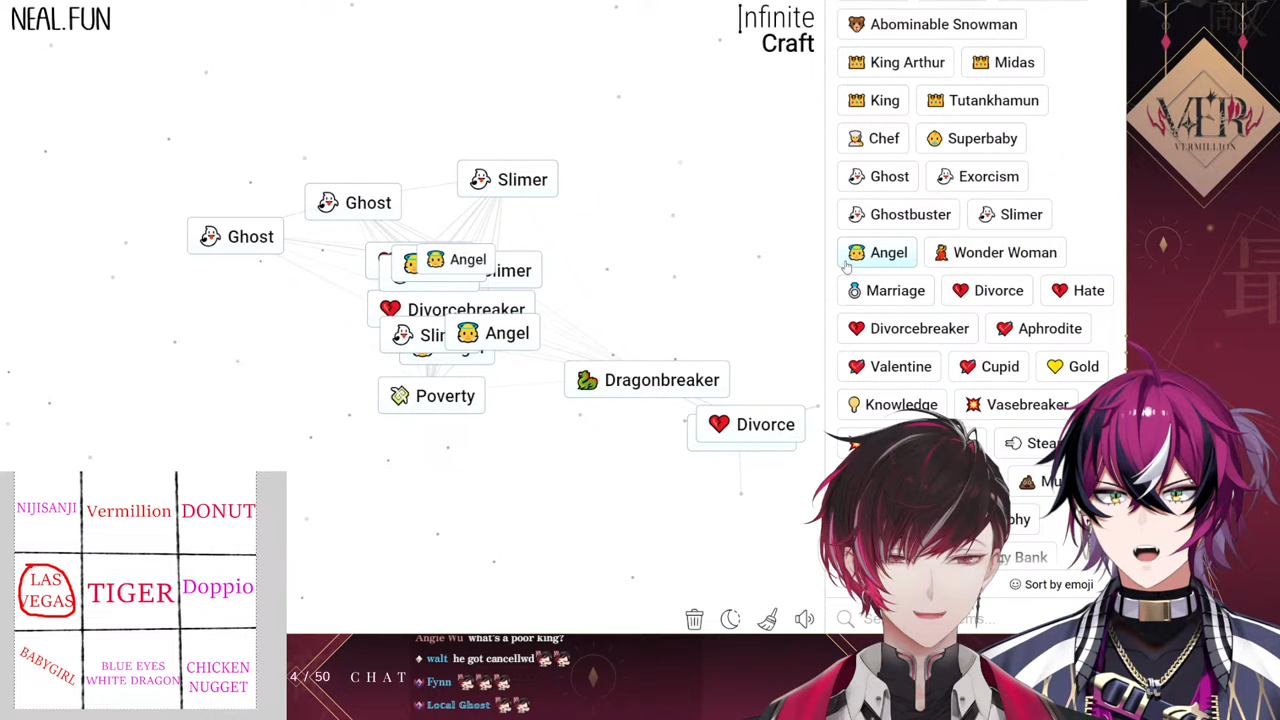 NEAL.FUN
Infinite
Craft
Abominable Snowman
King Arthur
Midas
King
Tutankhamun
Chef
Superbaby
Ghost
Exorcism
Ghostbuster
Slimer
Angel
Wonder Woman
Marriage
Divorce
Hate
Divorcebreaker
Aphrodite
Valentine
Cupid
Gold
Knowledge
Vasebreaker
Sort by emoji
Slimer
Ghost
Ghost
Angel
Divorcebreaker
Angel
Dragonbreaker
Poverty
Divorce
NIJISANJI
Vermillion
DONUT
LAS
VEGAS
TIGER
Doppio
BABYGIRL
BLUE EYES
WHITE DRAGON
CHICKEN
NUGGET
4 / 50
CHAT
Angie Wu what's a poor king?
walt he got cancellwd
Fynn
Local Ghost
VER
VERMILLION